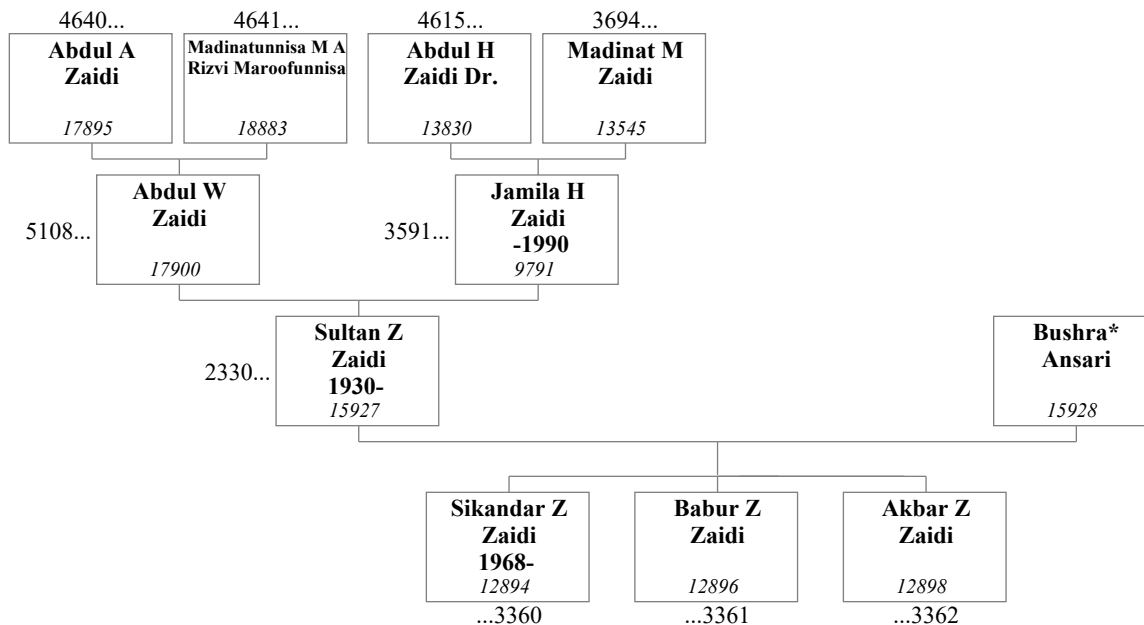 4640...
4641...
4615...
3694...
Abdul A
Zaidi
17895
Madinatunnisa M A
Rizvi Maroofunnisa
18883
Abdul H
Zaidi Dr.
13830
Madinat M
Zaidi
13545
5108...
Abdul W
Zaidi
17900
3591...
Jamila H
Zaidi
-1990
9791
2330...
Sultan Z
Zaidi
1930-
15927
Bushra*
Ansari
15928
Sikandar Z
Zaidi
1968-
12894
Babur Z
Zaidi
12896
Akbar Z
Zaidi
12898
...3360
...3361
...3362